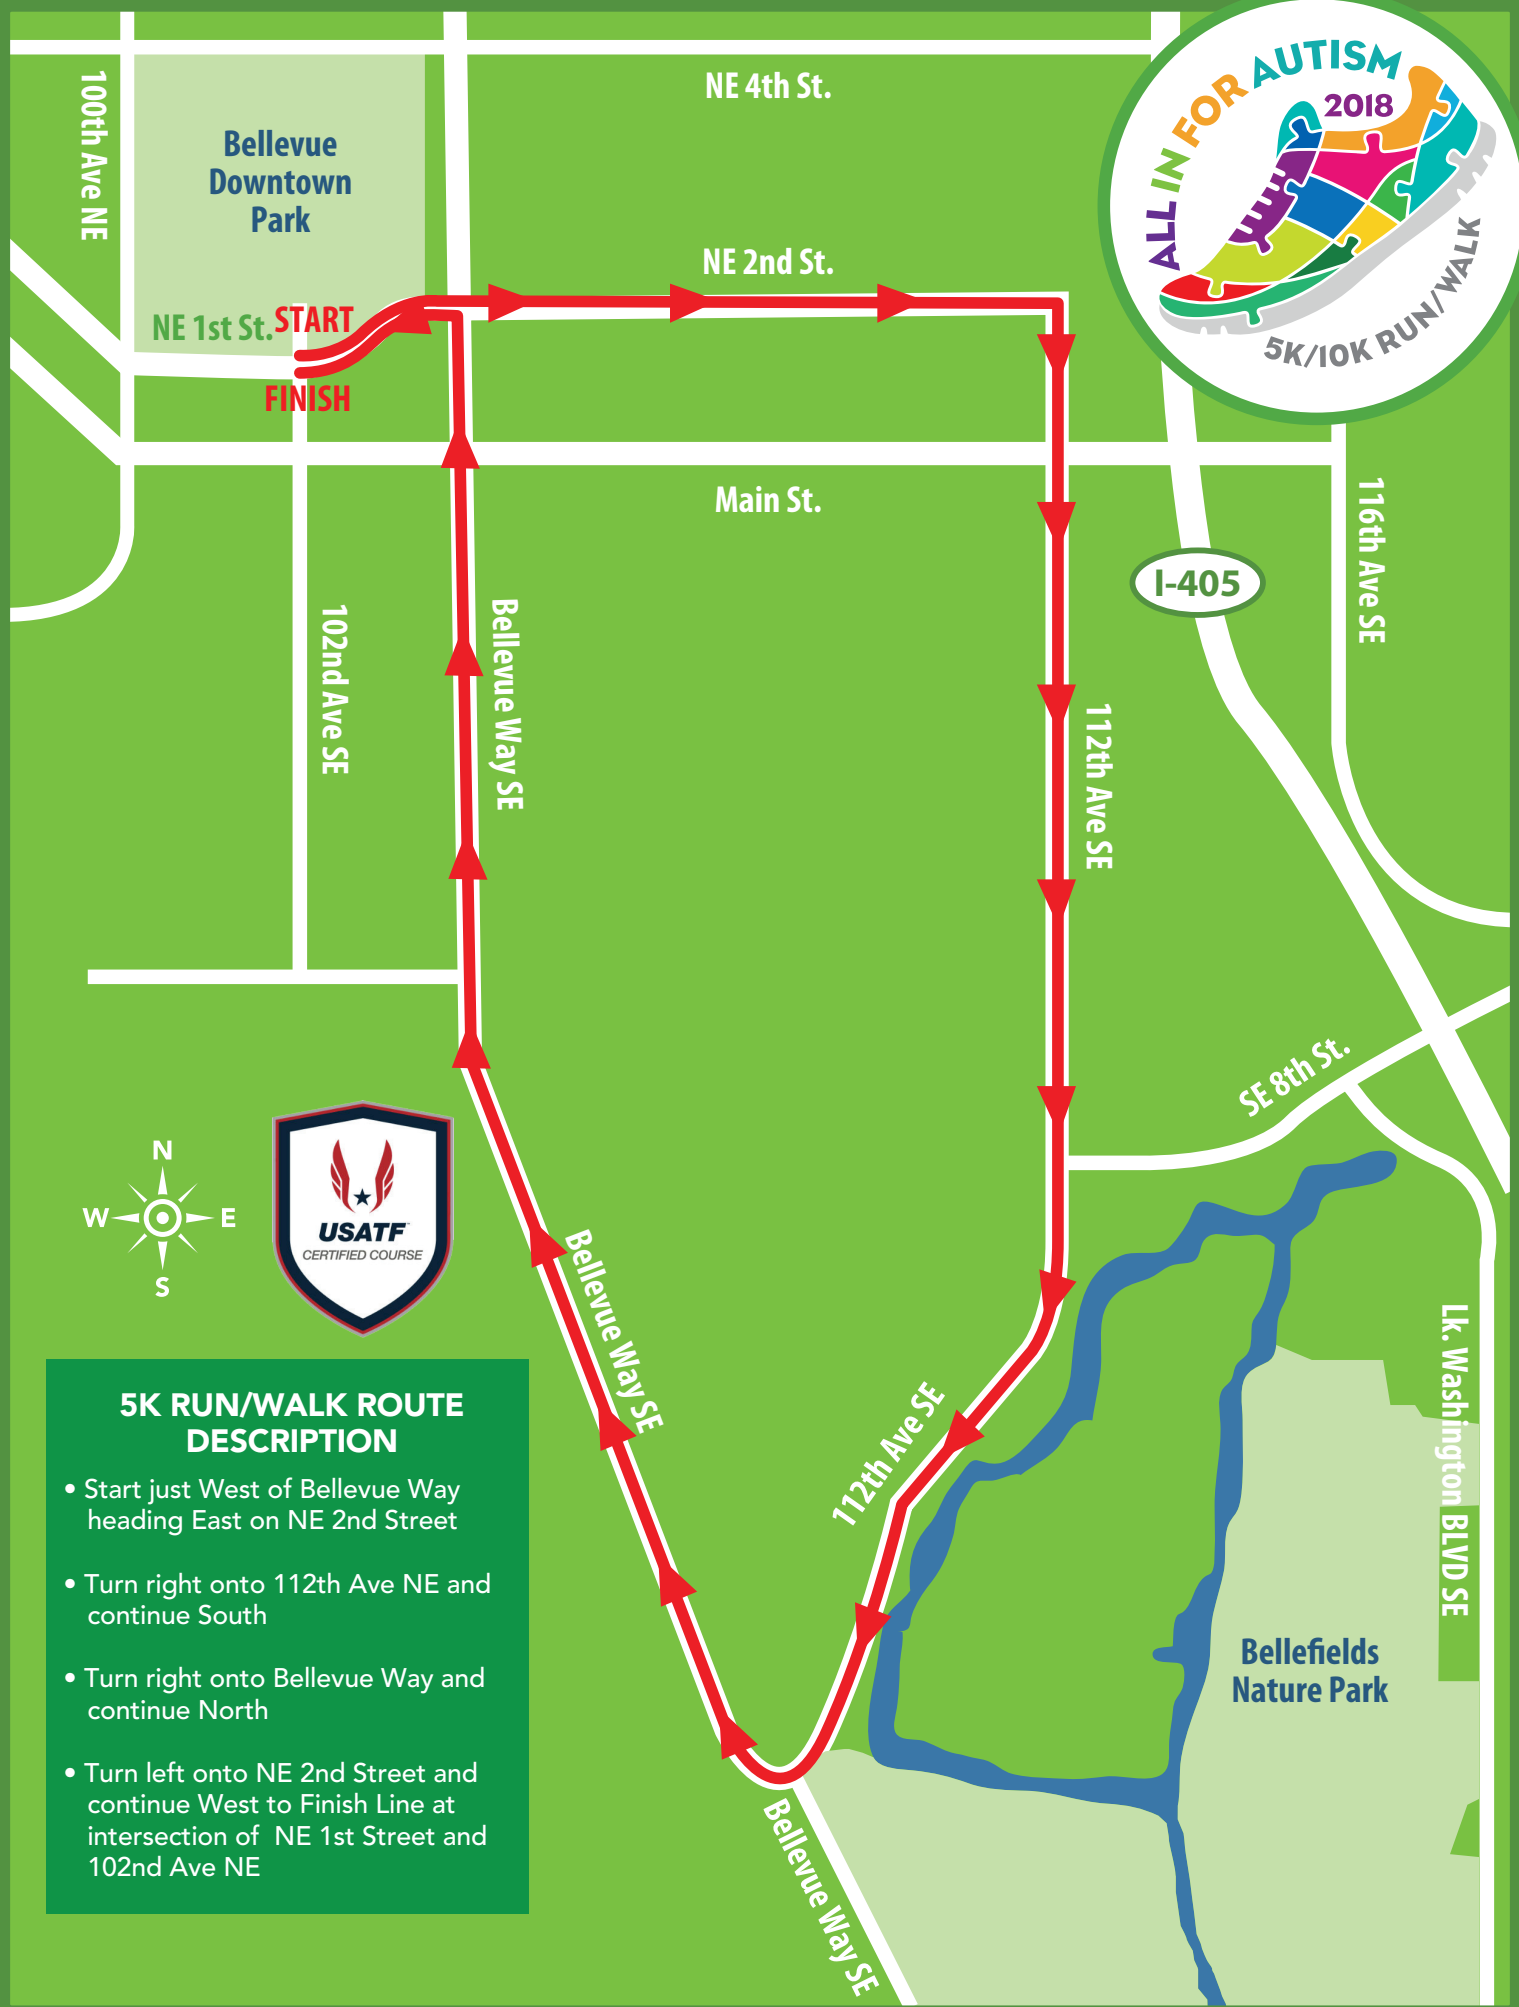 ALL IN FOR AUTISM
2018
5K/10K RUN/WALK
NE 4th St.
100th Ave NE
Bellevue
Downtown
Park
NE 2nd St.
NE 1st St.
START
FINISH
Main St.
116th Ave SE
I-405
102nd Ave SE
Bellevue Way SE
112th Ave SE
SE 8th St.
N
W
E
S
USATF
CERTIFIED COURSE
Bellevue Way SE
112th Ave SE
Lk. Washington BLVD SE
Bellefields
Nature Park
Bellevue Way SE
5K RUN/WALK ROUTE
DESCRIPTION
• Start just West of Bellevue Way
heading East on NE 2nd Street
• Turn right onto 112th Ave NE and
continue South
• Turn right onto Bellevue Way and
continue North
• Turn left onto NE 2nd Street and
continue West to Finish Line at
intersection of  NE 1st Street and
102nd Ave NE